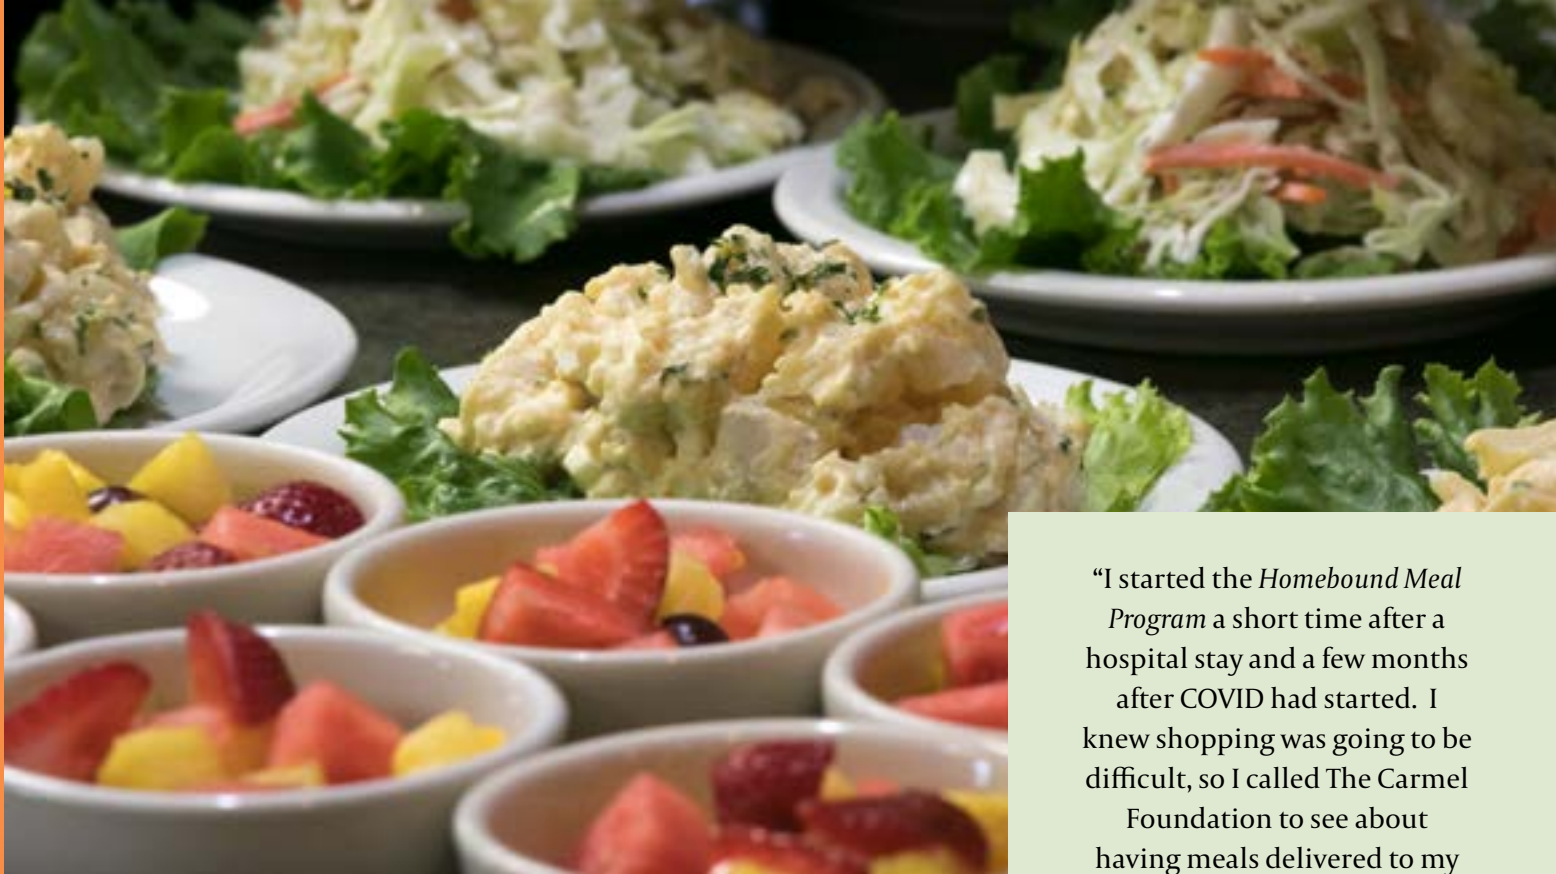 “I started the Homebound Meal
Program a short time after a
hospital stay and a few months
after COVID had started.  I
knew shopping was going to be
difficult, so I called The Carmel
Foundation to see about
having meals delivered to my